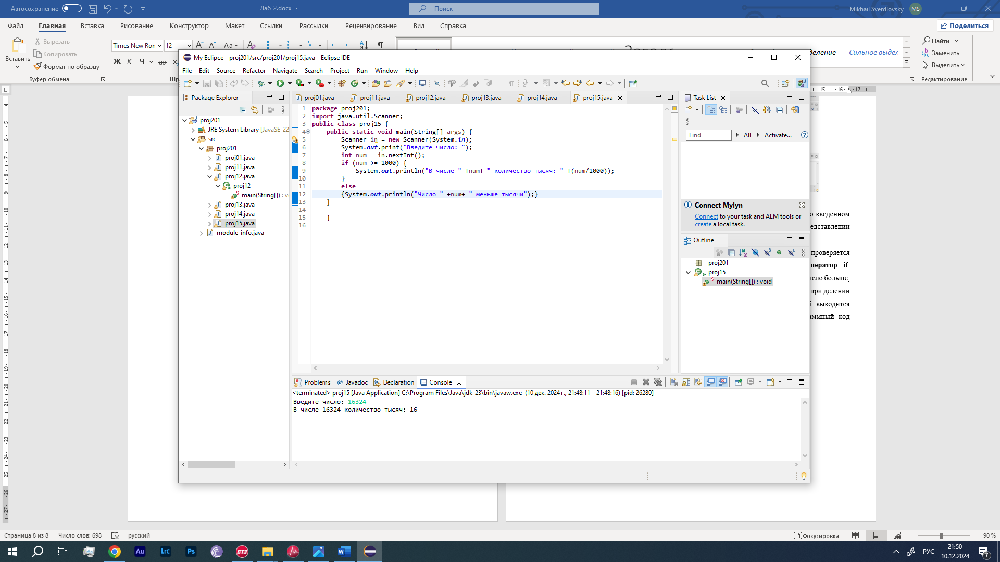 Автосохранение
Лаб_2.docx
Поиск
Mikhail Sverdlovsky
MS
Файл
Главная
Вставка
Рисование
Конструктор
Макет
Ссылки
Рассылки
Рецензирование
Вид
Справка
Поделиться
Вставить
Вырезать
Копировать
Формат по образцу
Буфер обмена
Times New Ron
12
Ж К Ч ab
Сильное выдел
Найти
Заменить
Выделить
Редактирование
My Eclipce - proj201/src/proj201/proj15.java - Eclipse IDE
File Edit Source Refactor Navigate Search Project Run Window Help
Package Explorer
proj201
JRE System Library [JavaSE-22
src
proj201
proj01.java
proj11.java
proj12.java
proj12
main(String[]) : v
proj13.java
proj14.java
proj15.java
module-info.java
proj01.java
proj11.java
proj12.java
proj13.java
proj14.java
proj15.java
1 package proj201;
2 import java.util.Scanner;
3 public class proj15 {
4 public static void main(String[] args) {
5 Scanner in = new Scanner(System.in);
6 System.out.print("Введите число: ");
7 int num = in.nextInt();
8 if (num >= 1000) {
9 System.out.println("В числе " +num+ " количество тысяч: " +(num/1000));
10 }
11 else
12 {System.out.println("Число " +num+ " меньше тысячи");}
13 }
14
15 }
16
Task List
Find
All
Activate...
Connect Mylyn
Connect to your task and ALM tools or
create a local task.
Outline
proj201
proj15
main(String[]) : void
о введенном
проверяется
if.
при делении
выводится
код
Problems
@ Javadoc
Declaration
Console
<terminated> proj15 [Java Application] C:\Program Files\Java\jdk-23\bin\javaw.exe (10 дек. 2024 г., 21:48:11 – 21:48:16) [pid: 26280]
Введите число: 16324
В числе 16324 количество тысяч: 16
Страница 8 из 8
Число слов: 698
русский
Фокусировка
90 %
Au
LrC
Ps
GT3
W
РУС
21:50
10.12.2024
7